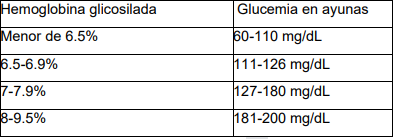 Hemoglobina glicosilada Glucemia en ayunas
Menor de 6.5% 60-110 mg/dL
6.5-6.9% 111-126 mg/dL
7-7.9% 127-180 mg/dL
8-9.5% 181-200 mg/dL